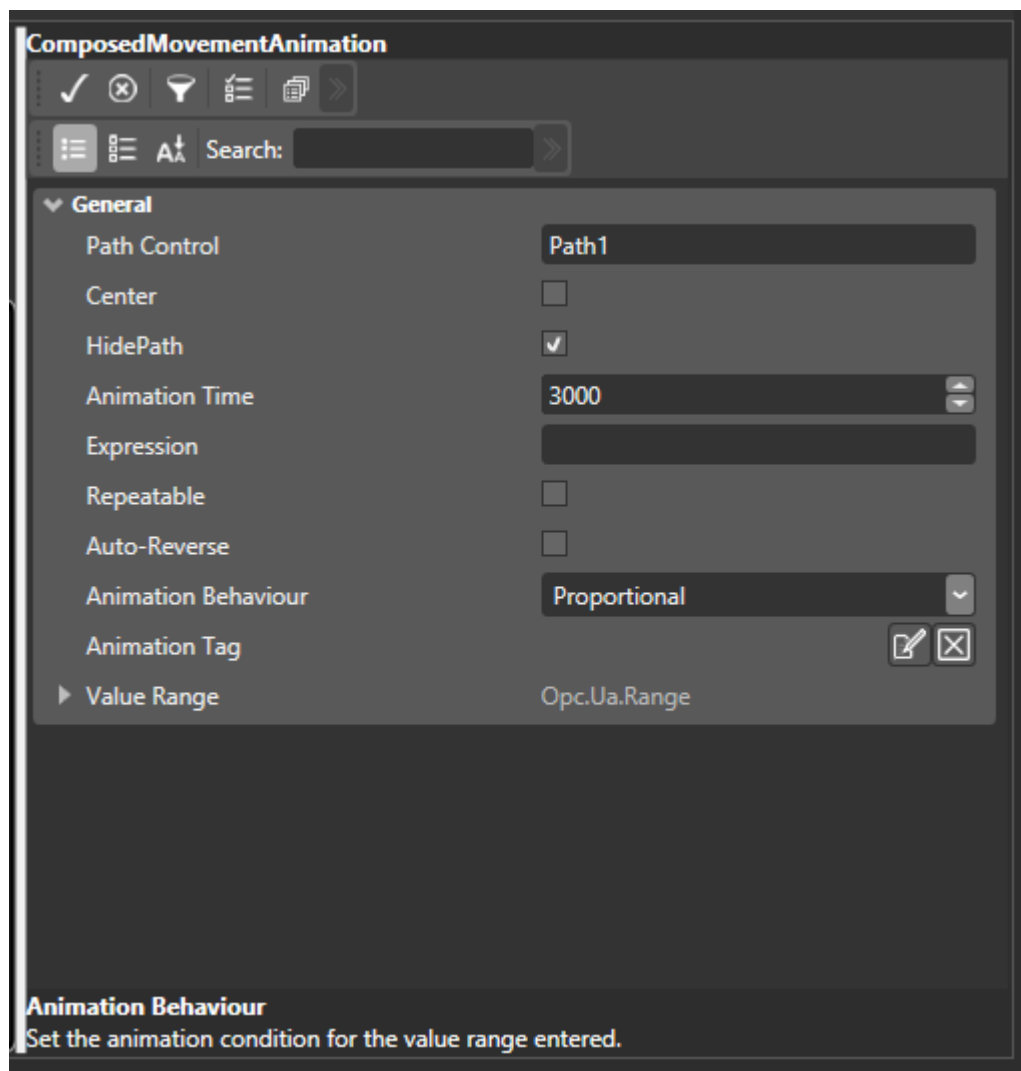 ComposedMovementAnimation
Search:
General
Path Control Path1
Center
HidePath
Animation Time 3000
Expression
Repeatable
Auto-Reverse
Animation Behaviour Proportional
Animation Tag
Value Range Opc.Ua.Range
Animation Behaviour
Set the animation condition for the value range entered.